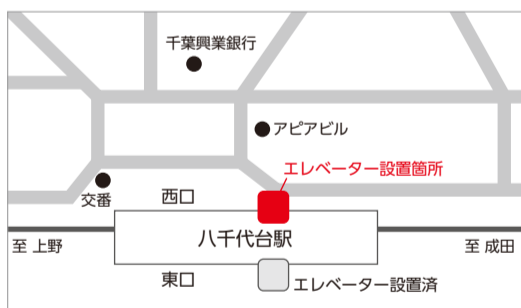 千葉興業銀行
アピアビル
エレベーター設置箇所
交番
西口
八千代台駅
至 上野
至 成田
東口
エレベーター設置済